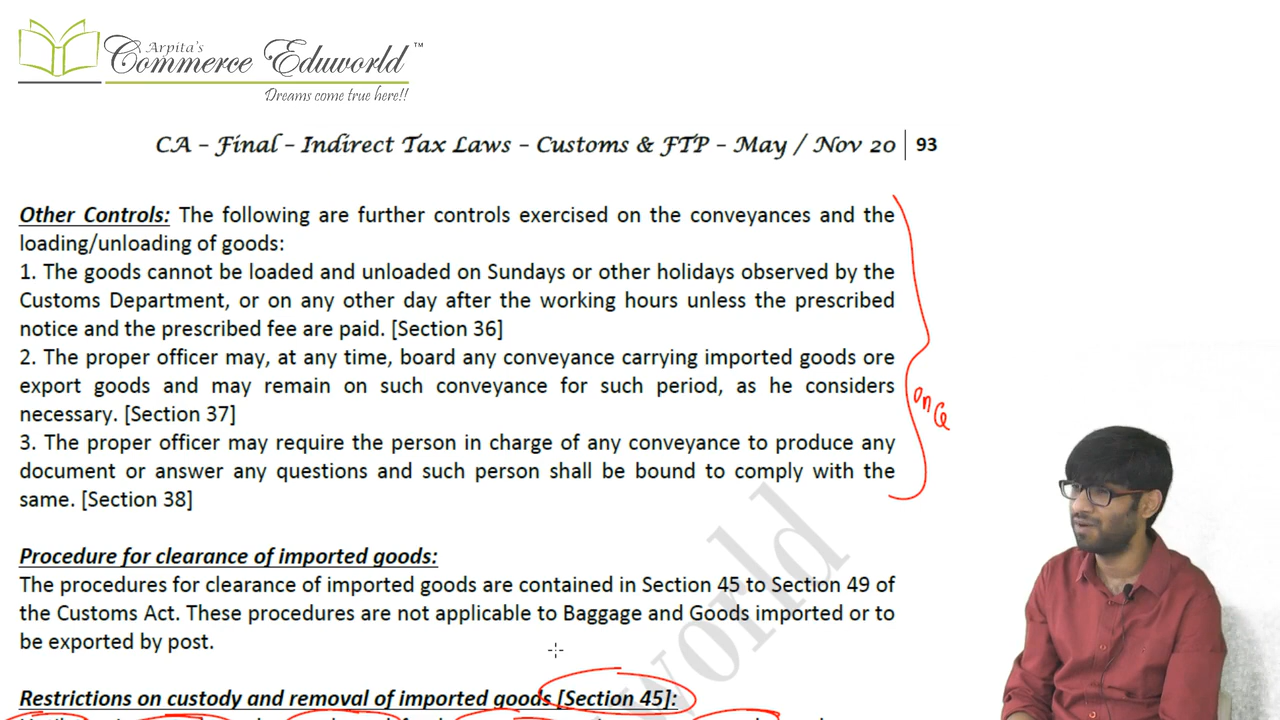 Arpita's
Commerce Eduworld™
Dreams come true here!!
CA – Final – Indirect Tax Laws – Customs & FTP – May / Nov 20 | 93
Other Controls: The following are further controls exercised on the conveyances and the
loading/unloading of goods:
1. The goods cannot be loaded and unloaded on Sundays or other holidays observed by the
Customs Department, or on any other day after the working hours unless the prescribed
notice and the prescribed fee are paid. [Section 36]
2. The proper officer may, at any time, board any conveyance carrying imported goods ore
export goods and may remain on such conveyance for such period, as he considers
necessary. [Section 37]
once
3. The proper officer may require the person in charge of any conveyance to produce any
document or answer any questions and such person shall be bound to comply with the
same. [Section 38]
Procedure for clearance of imported goods:
The procedures for clearance of imported goods are contained in Section 45 to Section 49 of
the Customs Act. These procedures are not applicable to Baggage and Goods imported or to
be exported by post.
world
Restrictions on custody and removal of imported goods [Section 45]: